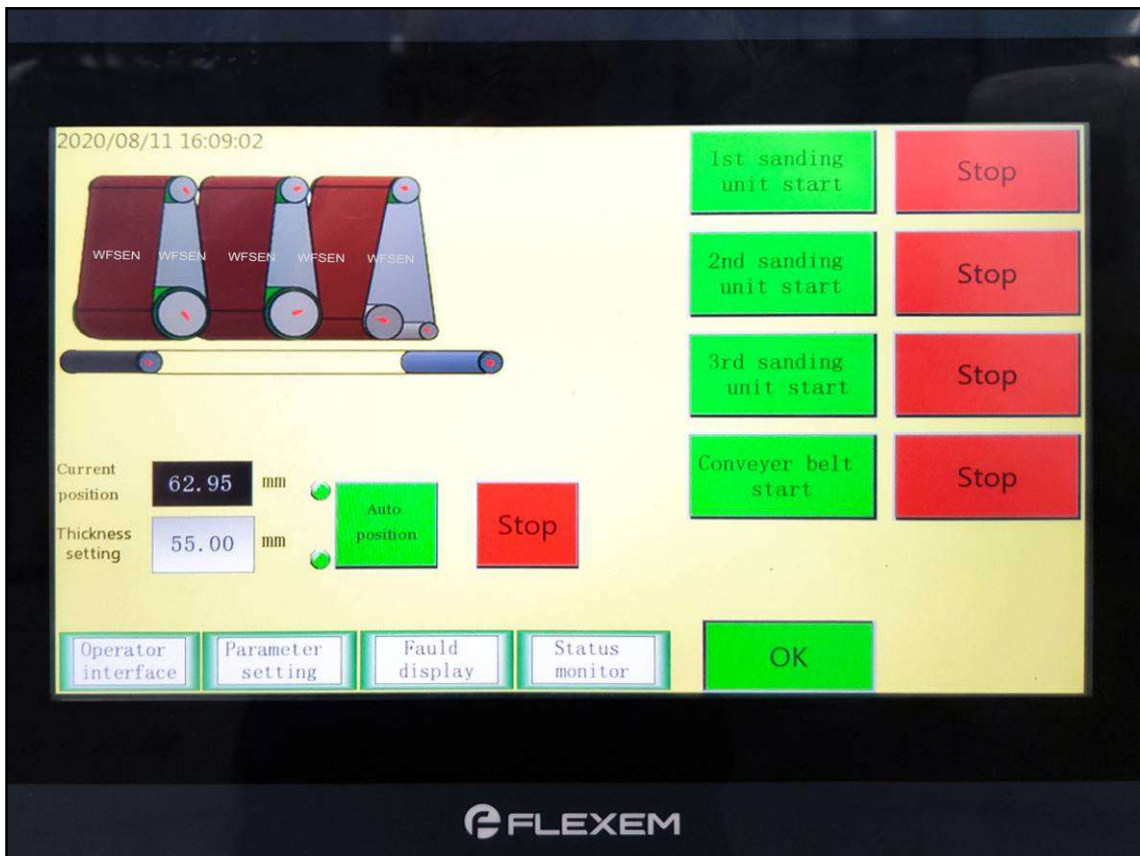 2020/08/11 16:09:02
1st sanding
unit start
Stop
WFSEN WFSEN WFSEN WFSEN WFSEN
2nd sanding
unit start
Stop
3rd sanding
unit start
Stop
Conveyer belt
start
Stop
Current
position
62.95 mm
Thickness
setting
55.00 mm
Auto
position
Stop
Operator
interface
Parameter
setting
Fauld
display
Status
monitor
OK
FLEXEM